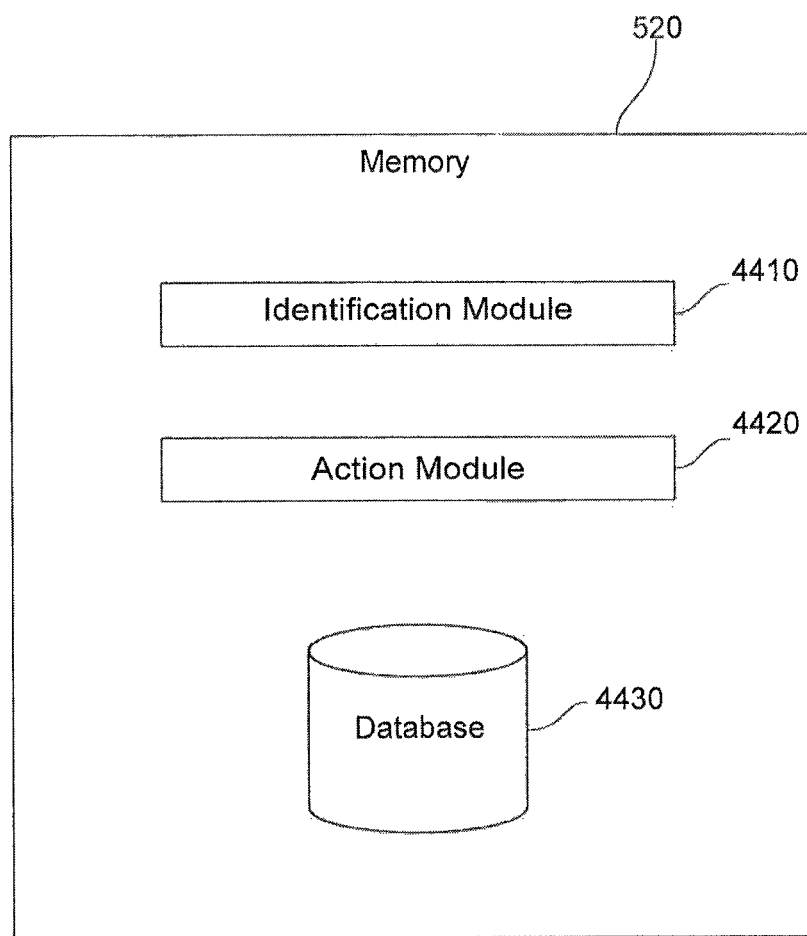 520
Memory
4410
Identification Module
4420
Action Module
4430
Database